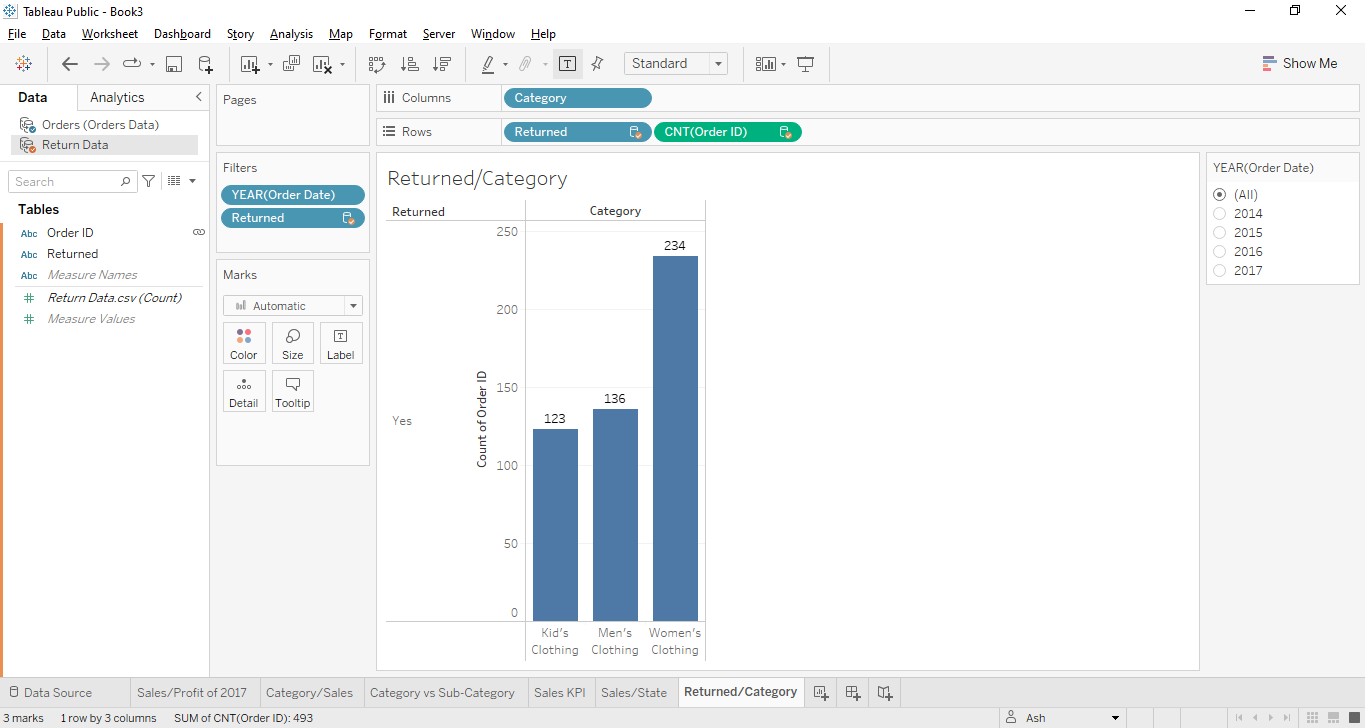 Tableau Public - Book3
File Data Worksheet Dashboard Story Analysis Map Format Server Window Help
Standard
Show Me
Data
Analytics
Orders (Orders Data)
Return Data
Search
Tables
Abc Order ID
Abc Returned
Abc Measure Names
# Return Data.csv (Count)
# Measure Values
Pages
Filters
YEAR(Order Date)
Returned
Marks
Automatic
Color Size Label
Detail Tooltip
Columns Category
Rows Returned CNT(Order ID)
Returned/Category
Returned Category
250
200
150
100
50
0
Count of Order ID
Yes
123
136
234
Kid's Clothing
Men's Clothing
Women's Clothing
YEAR(Order Date)
(All)
2014
2015
2016
2017
Data Source Sales/Profit of 2017 Category/Sales Category vs Sub-Category Sales KPI Sales/State Returned/Category
3 marks 1 row by 3 columns SUM of CNT(Order ID): 493 Ash